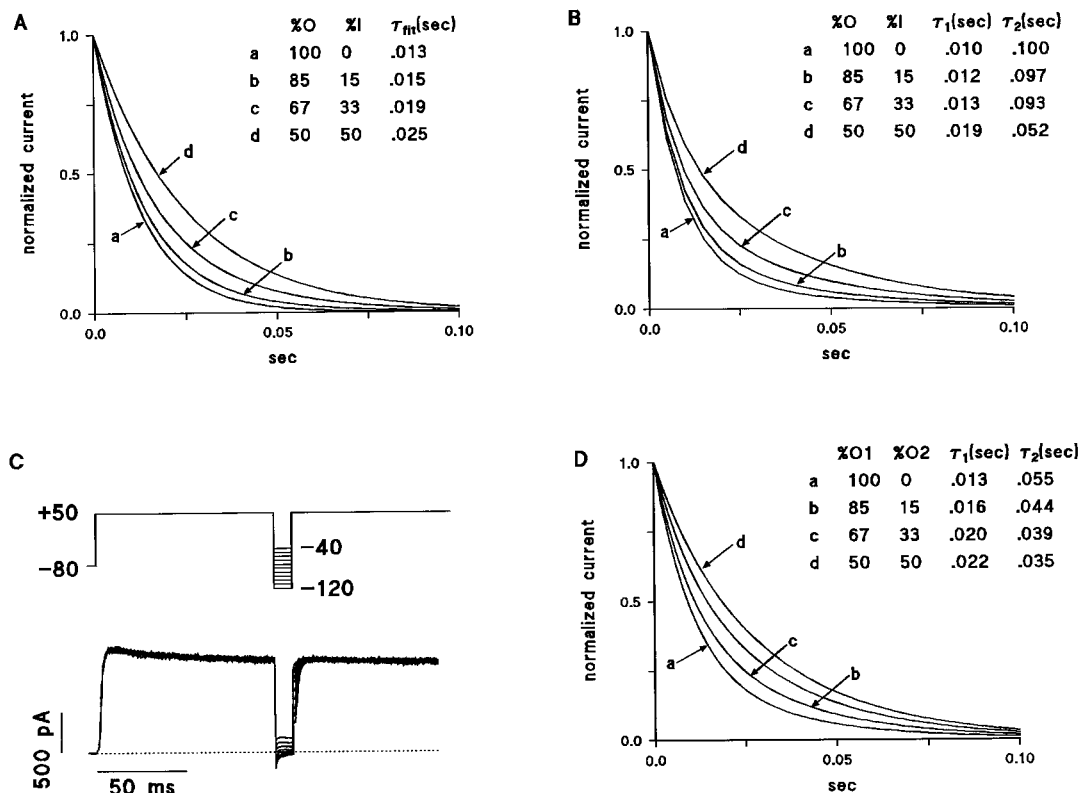 A
%O %I τfit(sec)
a 100 0 .013
b 85 15 .015
c 67 33 .019
d 50 50 .025
1.0
0.5
0.0
normalized current
d
c
a
b
0.0 0.05 0.10
sec
B
%O %I τ1(sec) τ2(sec)
a 100 0 .010 .100
b 85 15 .012 .097
c 67 33 .013 .093
d 50 50 .019 .052
1.0
0.5
0.0
normalized current
d
c
a
b
0.0 0.05 0.10
sec
C
+50
-80
-40
-120
500 pA
50 ms
D
%O1 %O2 τ1(sec) τ2(sec)
a 100 0 .013 .055
b 85 15 .016 .044
c 67 33 .020 .039
d 50 50 .022 .035
1.0
0.5
0.0
normalized current
d
c
a
b
0.0 0.05 0.10
sec